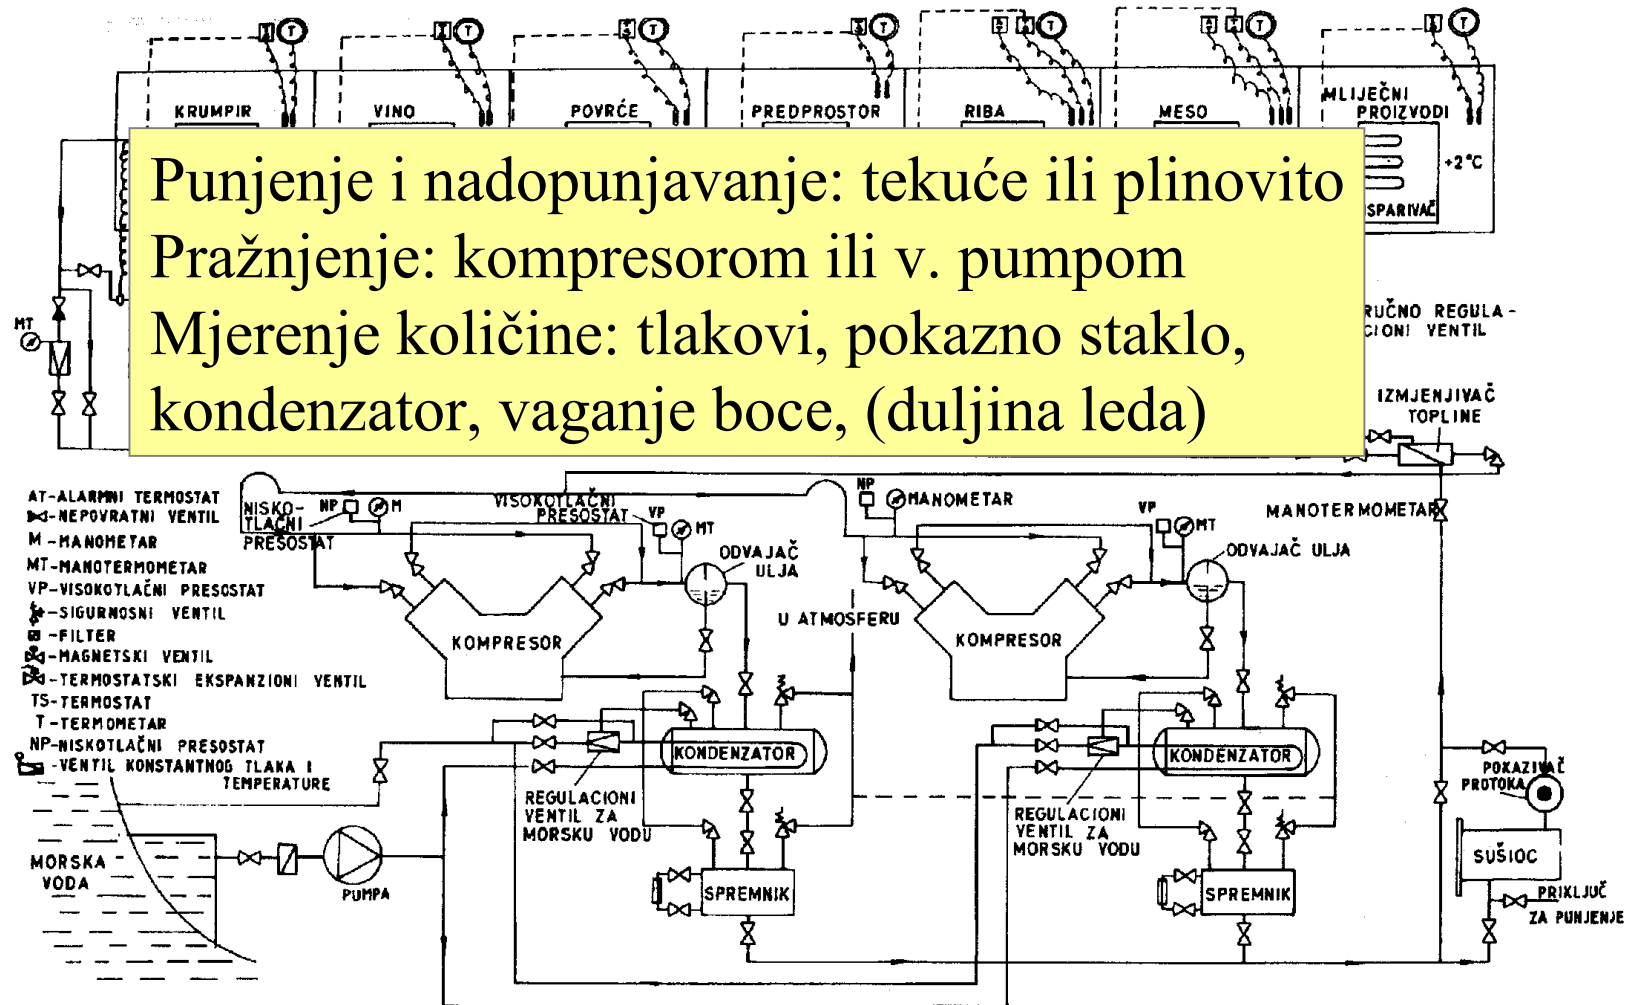 KRUMPIR
VINO
POVRĆE
PREDPROSTOR
RIBA
MESO
MLIJEČNI
PROIZVODI
T
T
T
T
T
T
T
+2°C
SPARIVAČ
Punjenje i nadopunjavanje: tekuće ili plinovito
Pražnjenje: kompresorom ili v. pumpom
Mjerenje količine: tlakovi, pokazno staklo,
kondenzator, vaganje boce, (duljina leda)
MT
RUČNO REGULA-
CIONI VENTIL
IZMJENJIVAČ
TOPLINE
AT-ALARMNI TERMOSTAT
-NEPOVRATNI VENTIL
M -MANOMETAR
MT-MANOTERMOMETAR
VP-VISOKOTLAČNI PRESOSTAT
-SIGURNOSNI VENTIL
-FILTER
-MAGNETSKI VENTIL
-TERMOSTATSKI EKSPANZIONI VENTIL
TS-TERMOSTAT
T-TERMOMETAR
NP-NISKOTLAČNI PRESOSTAT
-VENTIL KONSTANTNOG TLAKA I
TEMPERATURE
NISKO-
TLAČNI
PRESOSTAT
NP
M
VISOKOTLAČNI
PRESOSTAT
VP
MT
ODVAJAČ
ULJA
KOMPRESOR
U ATMOSFERU
NP
MANOMETAR
VP
MT
MANOTERMOMETAR
ODVAJAČ ULJA
KOMPRESOR
KONDENZATOR
KONDENZATOR
REGULACIONI
VENTIL ZA
MORSKU VODU
REGULACIONI
VENTIL ZA
MORSKU VODU
POKAZIVAČ
PROTOKA
SUŠIOC
PRIKLJUČ
ZA PUNJENJE
MORSKA
VODA
PUMPA
SPREMNIK
SPREMNIK